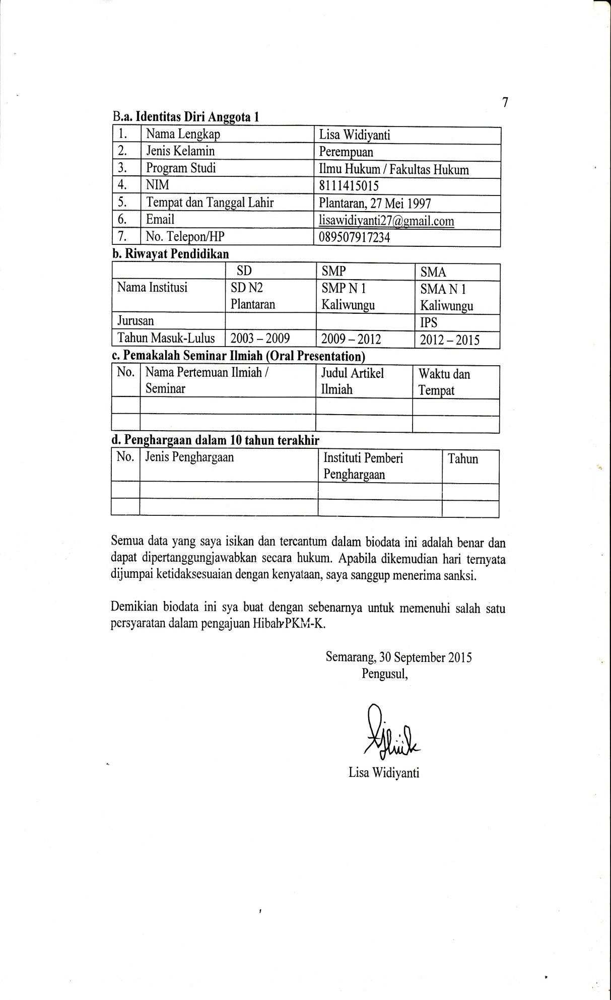 7
B.a. Identitas Diri Anggota 1
1. Nama Lengkap Lisa Widiyanti
2. Jenis Kelamin Perempuan
3. Program Studi Ilmu Hukum / Fakultas Hukum
4. NIM 8111415015
5. Tempat dan Tanggal Lahir Plantaran, 27 Mei 1997
6. Email lisawidiyanti27@gmail.com
7. No. Telepon/HP 089507917234
b. Riwayat Pendidikan
SD SMP SMA
Nama Institusi SD N2 SMP N 1 SMA N 1
Plantaran Kaliwungu Kaliwungu
Jurusan IPS
Tahun Masuk-Lulus 2003 – 2009 2009 – 2012 2012 – 2015
c. Pemakalah Seminar Ilmiah (Oral Presentation)
No. Nama Pertemuan Ilmiah / Judul Artikel Waktu dan
Seminar Ilmiah Tempat
d. Penghargaan dalam 10 tahun terakhir
No. Jenis Penghargaan Instituti Pemberi Tahun
Penghargaan
Semua data yang saya isikan dan tercantum dalam biodata ini adalah benar dan
dapat dipertanggungjawabkan secara hukum. Apabila dikemudian hari ternyata
dijumpai ketidaksesuaian dengan kenyataan, saya sanggup menerima sanksi.
Demikian biodata ini sya buat dengan sebenarnya untuk memenuhi salah satu
persyaratan dalam pengajuan Hibah PKM-K.
Semarang, 30 September 2015
Pengusul,
Lisa Widiyanti